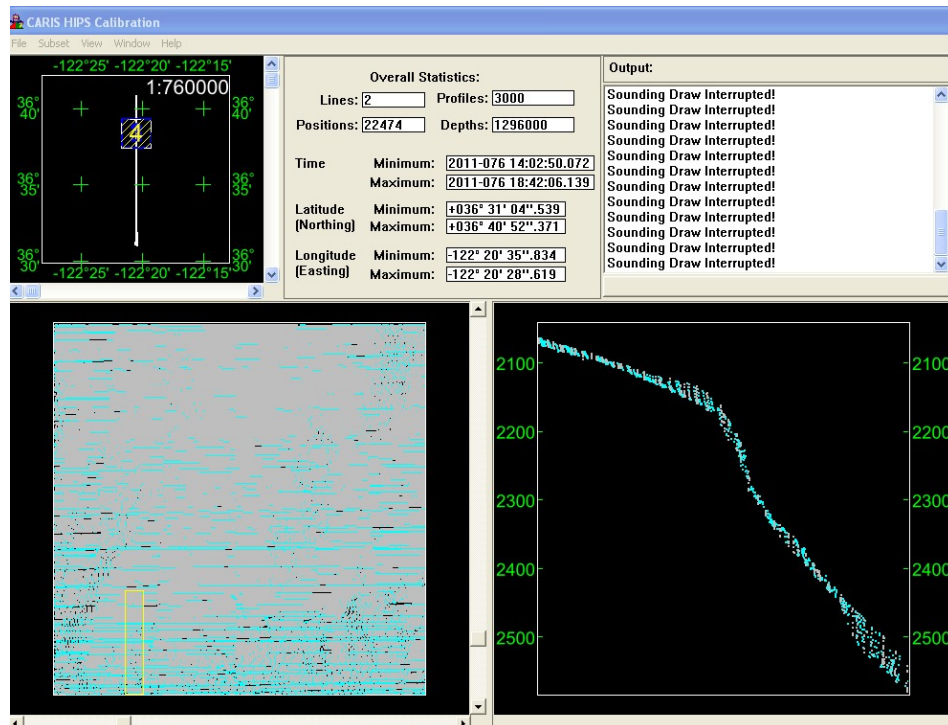 CARIS HIPS Calibration
File Subset View Window Help
-122°25' -122°20' -122°15'
1:760000
36° 40' 36° 40'
4
36° 35' 36° 35'
36° 30' 36° 30'
-122°25' -122°20' -122°15'
Overall Statistics:
Lines: 2 Profiles: 3000
Positions: 22474 Depths: 1296000
Time Minimum: 2011-076 14:02:50.072
Maximum: 2011-076 18:42:06.139
Latitude Minimum: +036° 31' 04".539
(Northing) Maximum: +036° 40' 52".371
Longitude Minimum: -122° 20' 35".834
(Easting) Maximum: -122° 20' 28".619
Output:
Sounding Draw Interrupted!
Sounding Draw Interrupted!
Sounding Draw Interrupted!
Sounding Draw Interrupted!
Sounding Draw Interrupted!
Sounding Draw Interrupted!
Sounding Draw Interrupted!
Sounding Draw Interrupted!
Sounding Draw Interrupted!
Sounding Draw Interrupted!
Sounding Draw Interrupted!
Sounding Draw Interrupted!
2100 2100
2200 2200
2300 2300
2400 2400
2500 2500